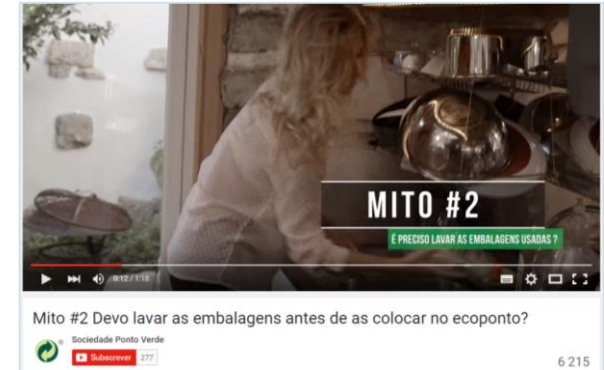 MITO #2
É PRECISO LAVAR AS EMBALAGENS USADAS ?
0:12 / 1:18
Mito #2 Devo lavar as embalagens antes de as colocar no ecoponto?
Sociedade Ponto Verde
Subscrever 277
6 215